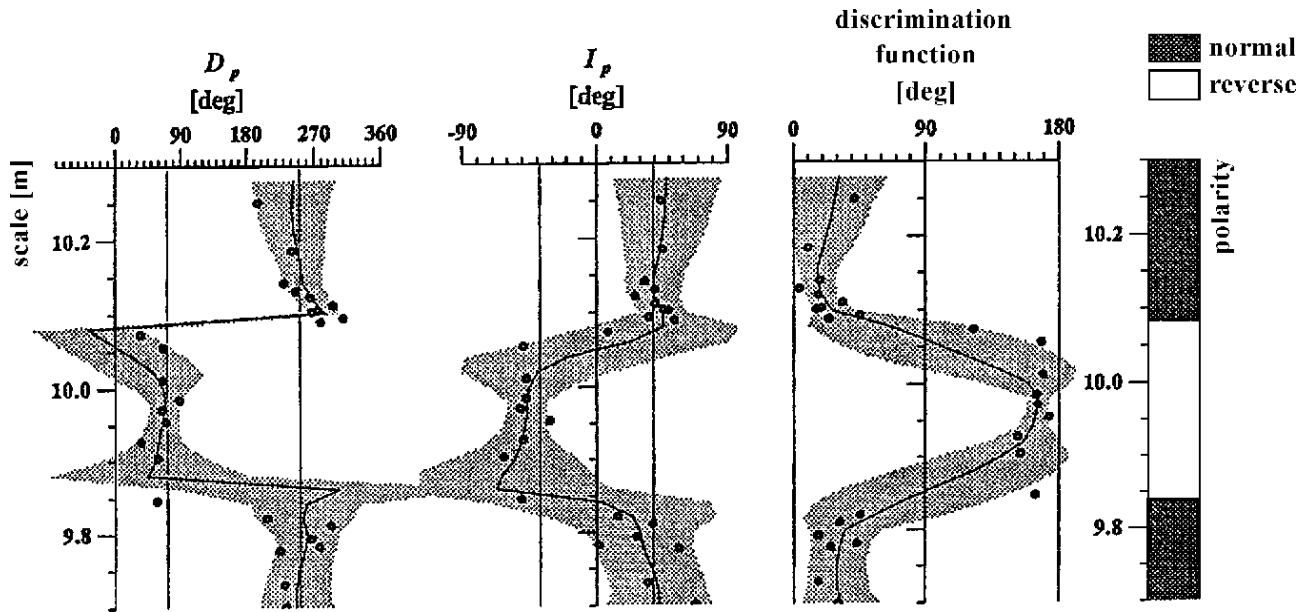 discrimination
function
[deg]
D p
[deg]
I p
[deg]
normal
reverse
0 90 180 270 360
-90 0 90
0 90 180
scale [m]
polarity
10.2
10.0
9.8
10.2
10.0
9.8